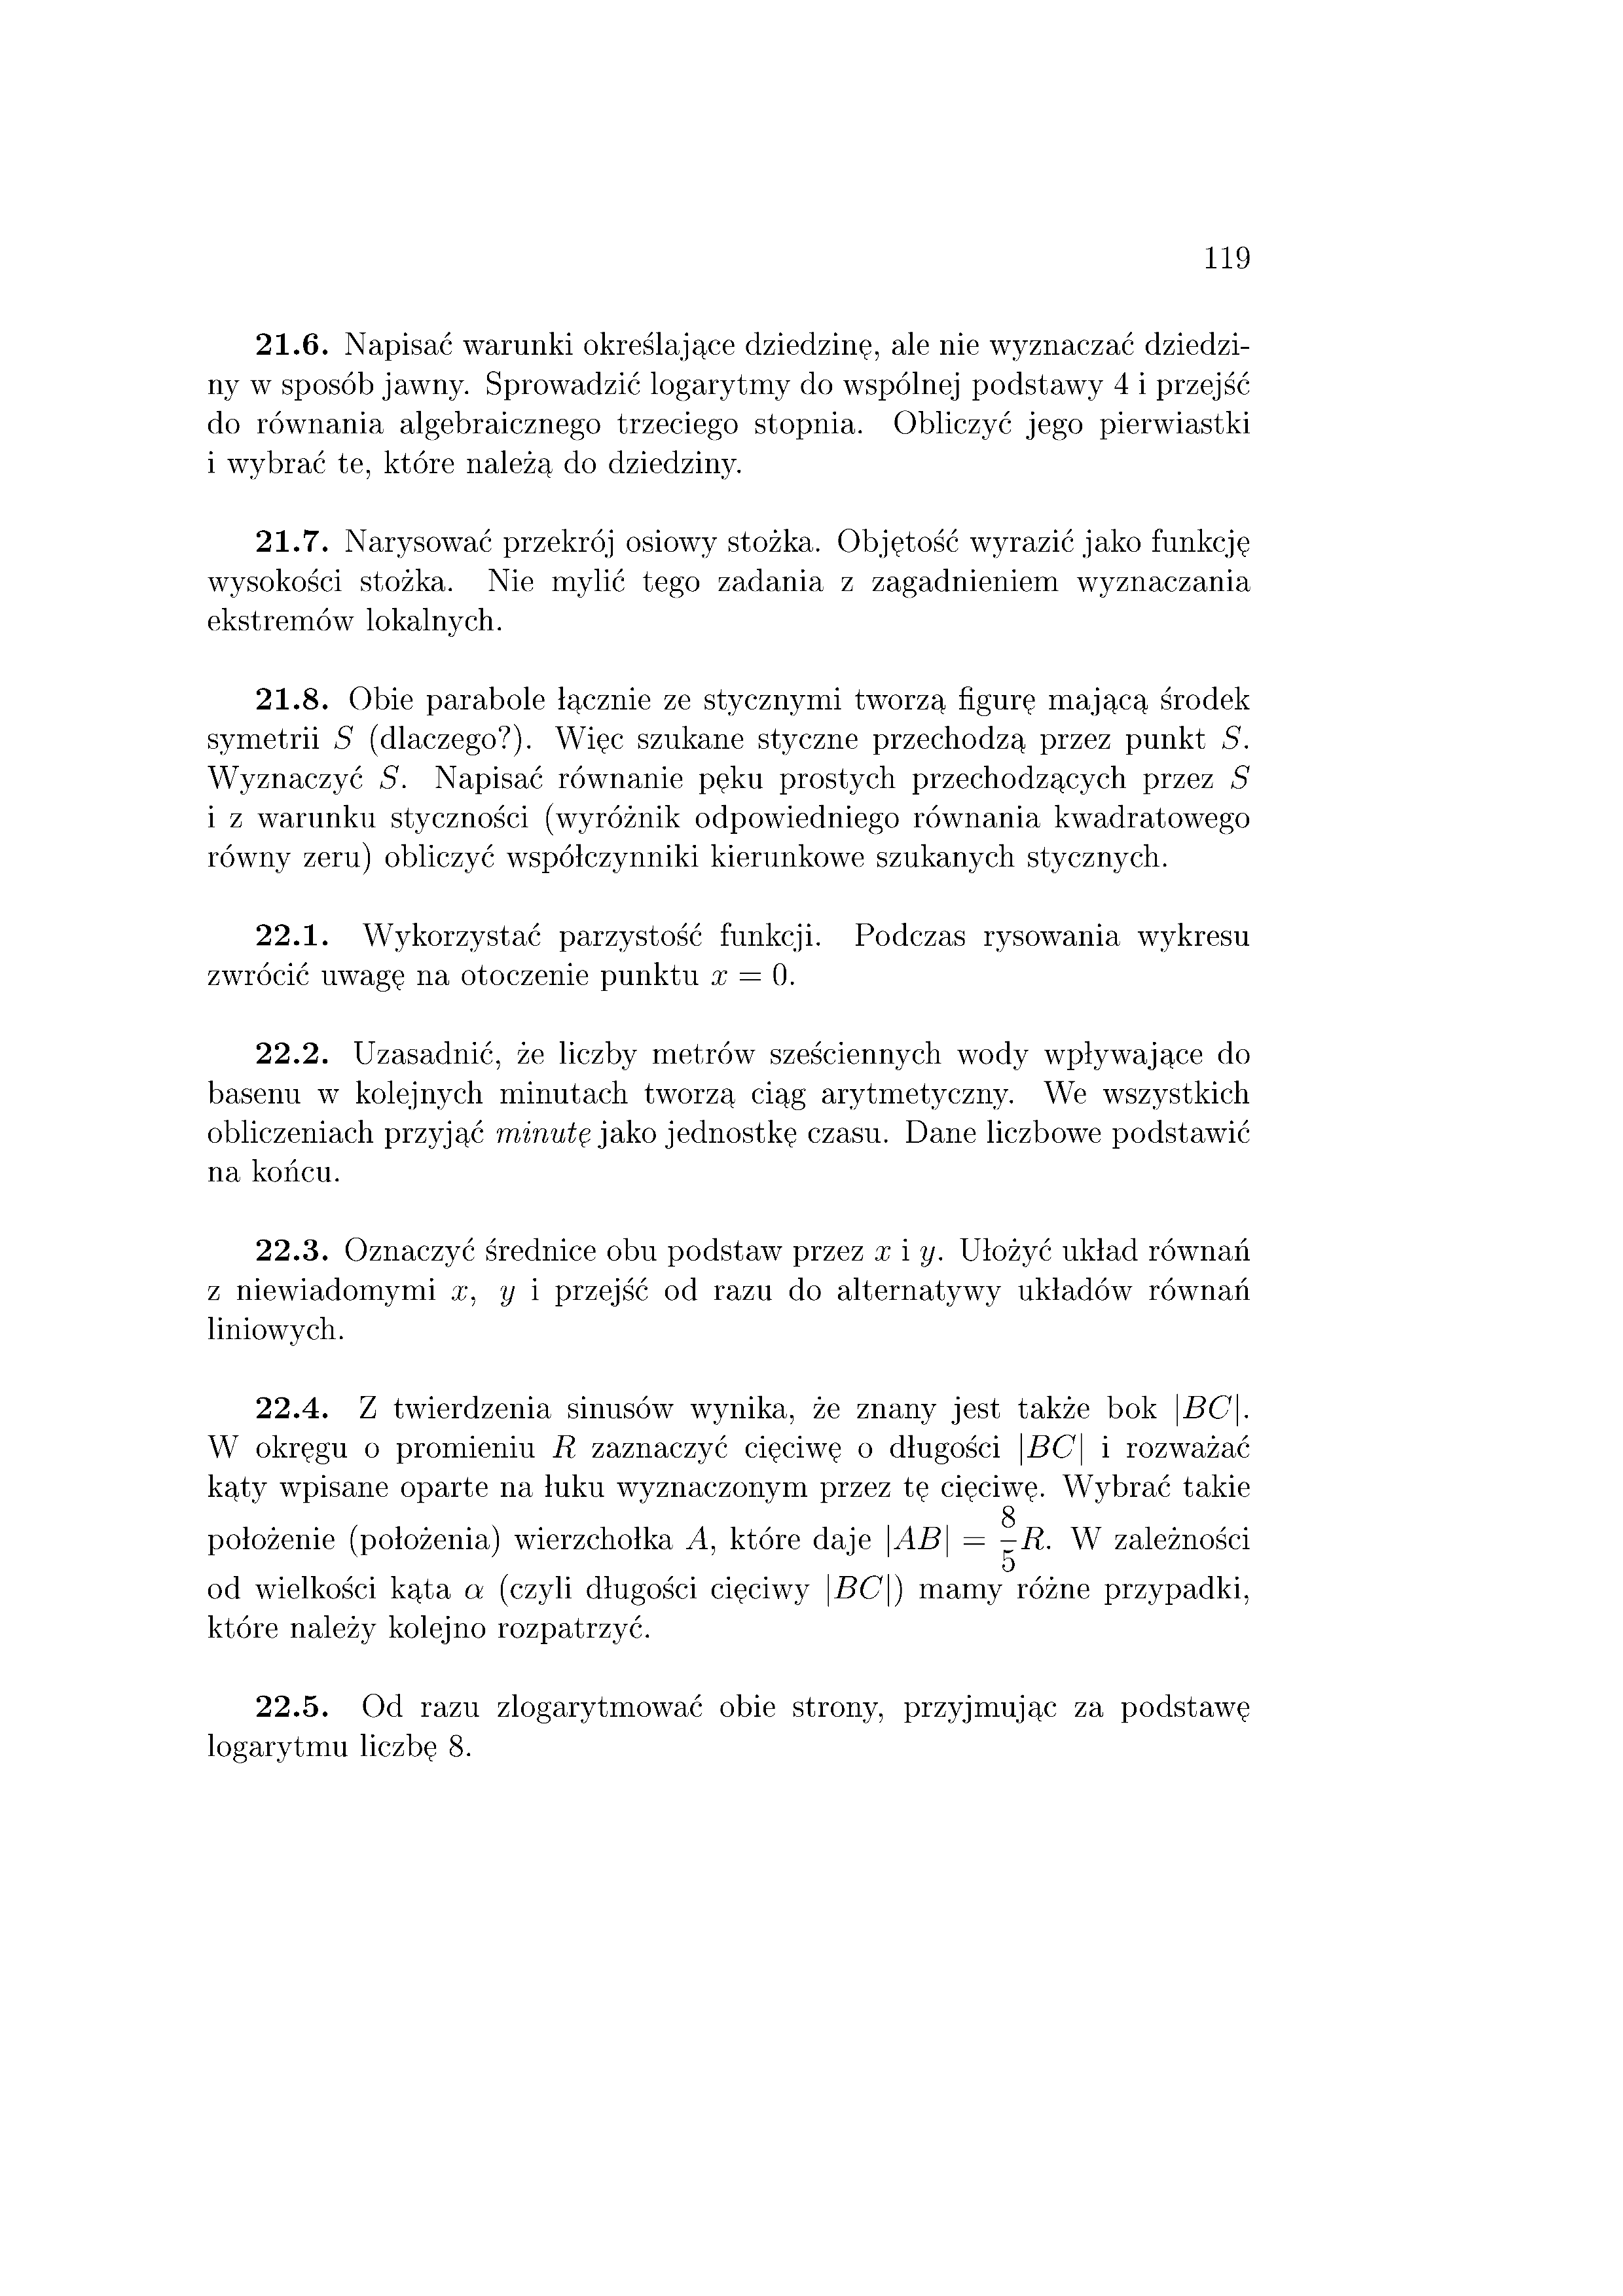 119
21.6. Napisać warunki określające dziedzinę, ale nie wyznaczać dziedzi-
ny w sposób jawny. Sprowadzić logarytmy do wspólnej podstawy 4 i przejść
do równania algebraicznego trzeciego stopnia. Obliczyć jego pierwiastki
i wybrać te, które należą do dziedziny.
21.7. Narysować przekrój osiowy stożka. Objętość wyrazić jako funkcję
wysokości stożka. Nie mylić tego zadania z zagadnieniem wyznaczania
ekstremów lokalnych.
21.8. Obie parabole łącznie ze stycznymi tworzą figurę mającą środek
symetrii S (dlaczego?). Więc szukane styczne przechodzą przez punkt S.
Wyznaczyć S. Napisać równanie pęku prostych przechodzących przez S
i z warunku styczności (wyróżnik odpowiedniego równania kwadratowego
równy zeru) obliczyć współczynniki kierunkowe szukanych stycznych.
22.1. Wykorzystać parzystość funkcji. Podczas rysowania wykresu
zwrócić uwagę na otoczenie punktu x = 0.
22.2. Uzasadnić, że liczby metrów sześciennych wody wpływające do
basenu w kolejnych minutach tworzą ciąg arytmetyczny. We wszystkich
obliczeniach przyjąć minutę jako jednostkę czasu. Dane liczbowe podstawić
na końcu.
22.3. Oznaczyć średnice obu podstaw przez x i y. Ułożyć układ równań
z niewiadomymi x, y i przejść od razu do alternatywy układów równań
liniowych.
22.4. Z twierdzenia sinusów wynika, że znany jest także bok |BC|.
W okręgu o promieniu R zaznaczyć cięciwę o długości |BC| i rozważać
kąty wpisane oparte na łuku wyznaczonym przez tę cięciwę. Wybrać takie
położenie (położenia) wierzchołka A, które daje |AB| = 8/5 R. W zależności
od wielkości kąta α (czyli długości cięciwy |BC|) mamy różne przypadki,
które należy kolejno rozpatrzyć.
22.5. Od razu zlogarytmować obie strony, przyjmując za podstawę
logarytmu liczbę 8.